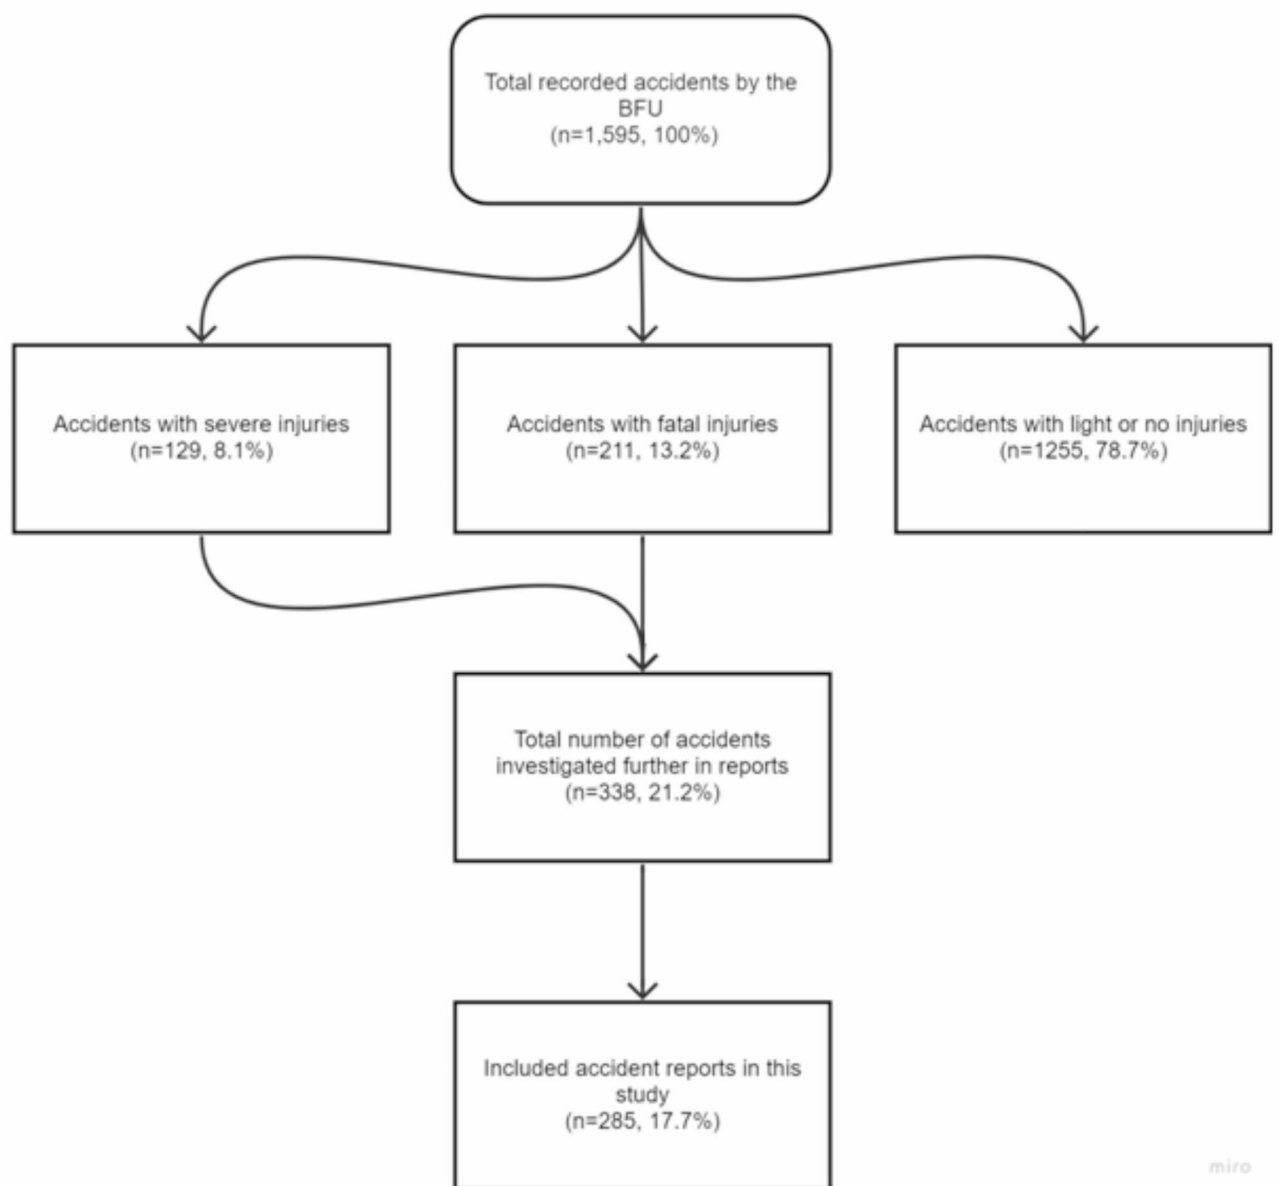 Total recorded accidents by the
BFU
(n=1,595, 100%)
Accidents with severe injuries
(n=129, 8.1%)
Accidents with fatal injuries
(n=211, 13.2%)
Accidents with light or no injuries
(n=1255, 78.7%)
Total number of accidents
investigated further in reports
(n=338, 21.2%)
Included accident reports in this
study
(n=285, 17.7%)
miro